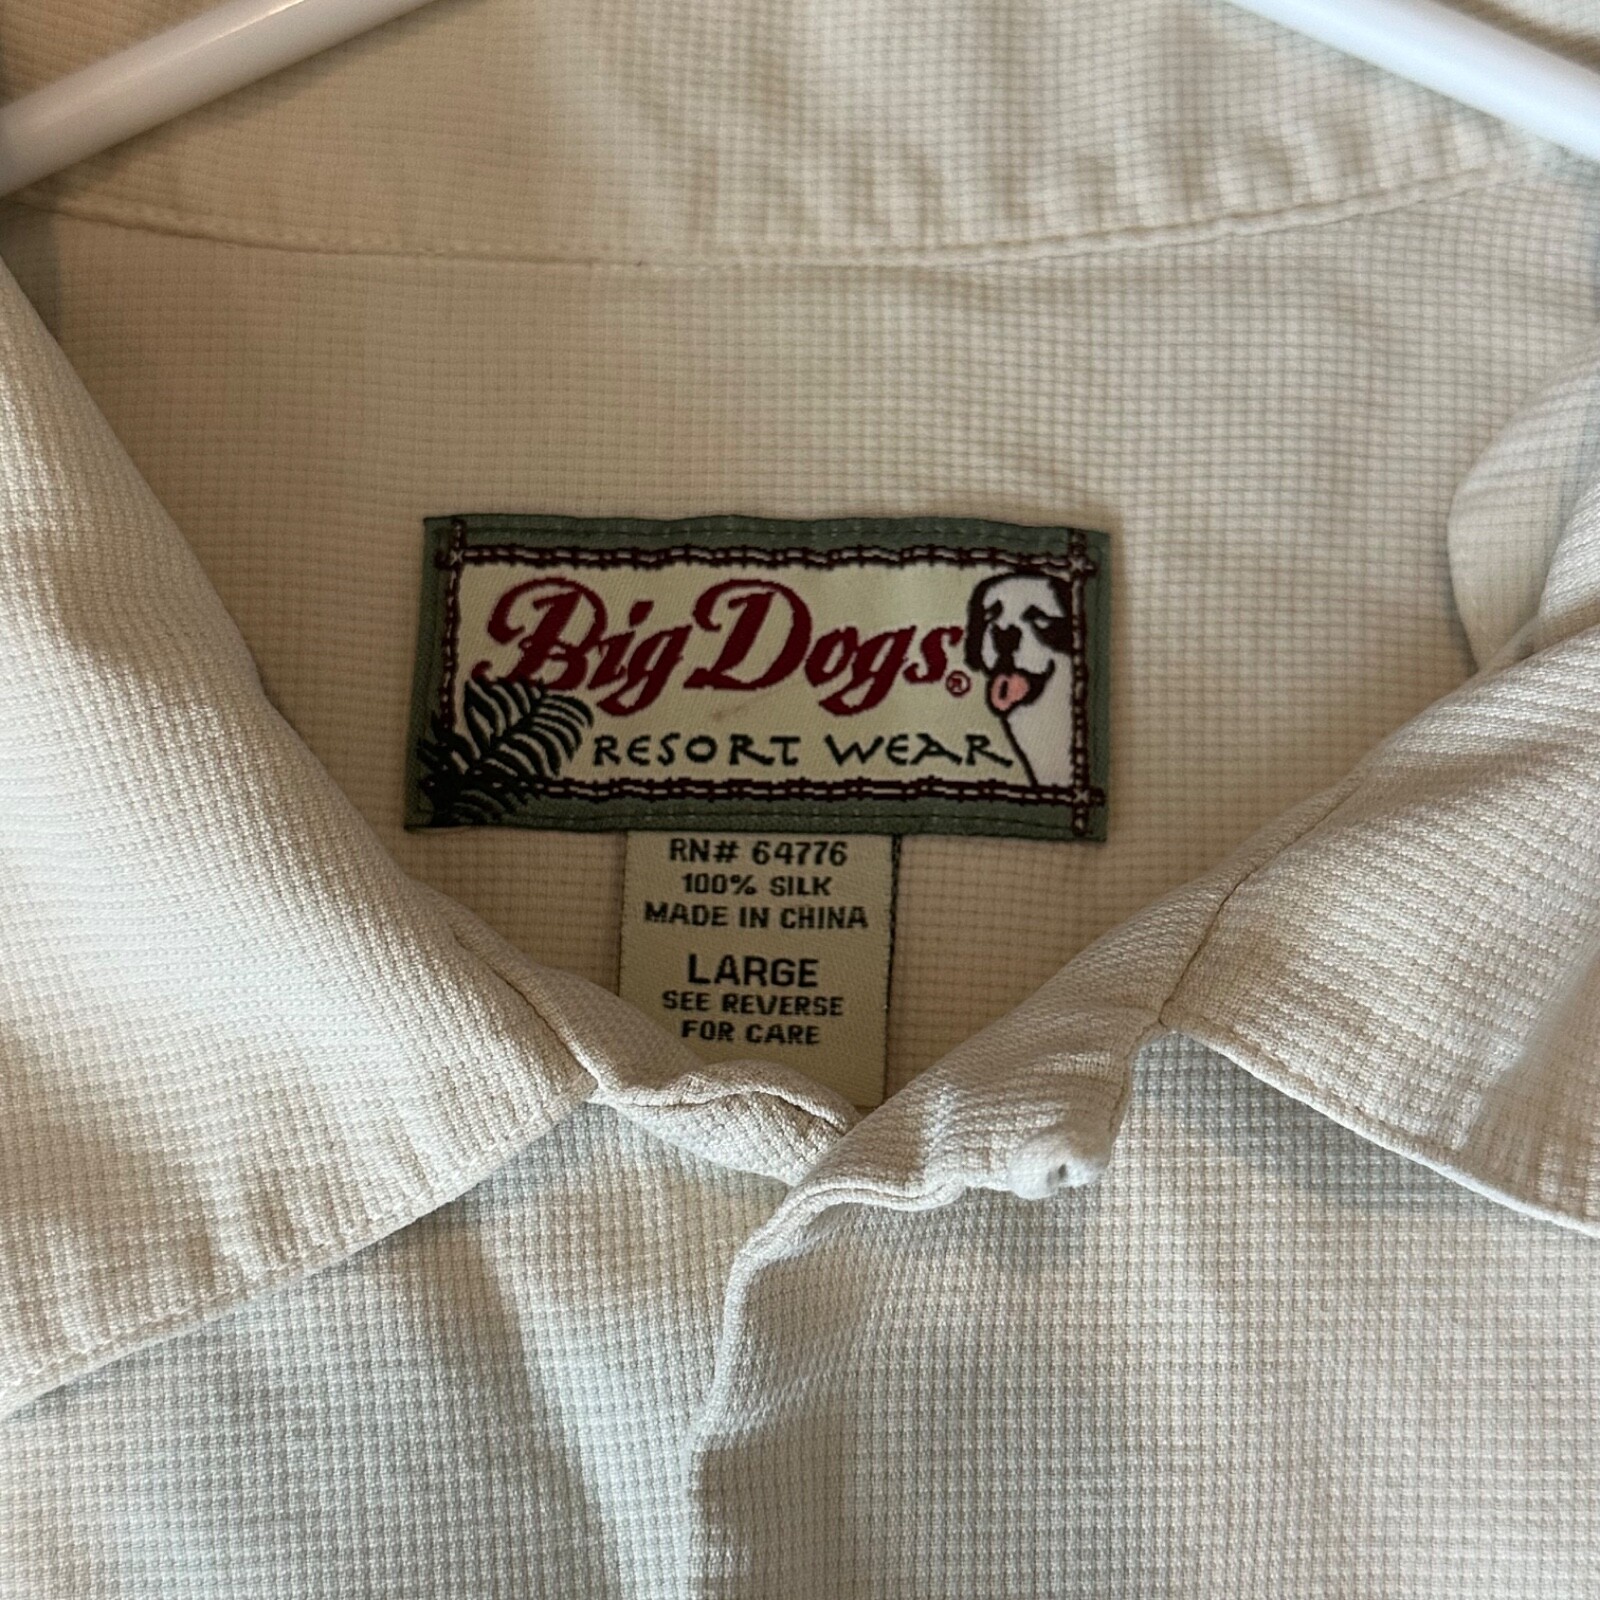 Big Dogs®
RESORT WEAR
RN# 64776
100% SILK
MADE IN CHINA
LARGE
SEE REVERSE
FOR CARE